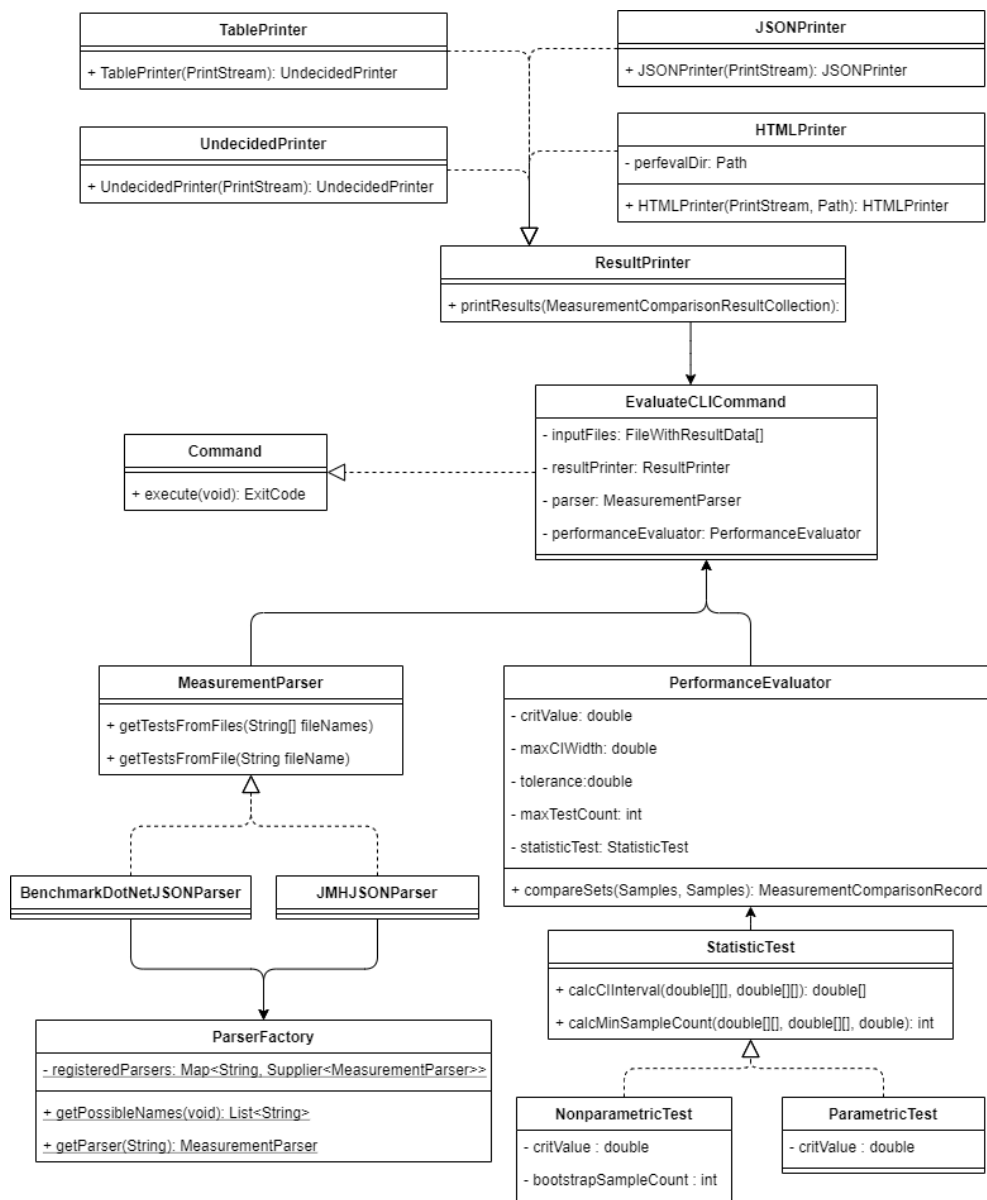 TablePrinter
+ TablePrinter(PrintStream): UndecidedPrinter
JSONPrinter
+ JSONPrinter(PrintStream): JSONPrinter
UndecidedPrinter
+ UndecidedPrinter(PrintStream): UndecidedPrinter
HTMLPrinter
- perfevalDir: Path
+ HTMLPrinter(PrintStream, Path): HTMLPrinter
ResultPrinter
+ printResults(MeasurementComparisonResultCollection):
EvaluateCLICommand
- inputFiles: FileWithResultData[]
- resultPrinter: ResultPrinter
- parser: MeasurementParser
- performanceEvaluator: PerformanceEvaluator
Command
+ execute(void): ExitCode
MeasurementParser
+ getTestsFromFiles(String[] fileNames)
+ getTestsFromFile(String fileName)
PerformanceEvaluator
- critValue: double
- maxCIWidth: double
- tolerance:double
- maxTestCount: int
- statisticTest: StatisticTest
+ compareSets(Samples, Samples): MeasurementComparisonRecord
BenchmarkDotNetJSONParser
JMHJSONParser
StatisticTest
+ calcCIInterval(double[][], double[][]): double[]
+ calcMinSampleCount(double[][], double[][], double): int
ParserFactory
- registeredParsers: Map<String, Supplier<MeasurementParser>>
+ getPossibleNames(void): List<String>
+ getParser(String): MeasurementParser
NonparametricTest
- critValue : double
- bootstrapSampleCount : int
ParametricTest
- critValue : double